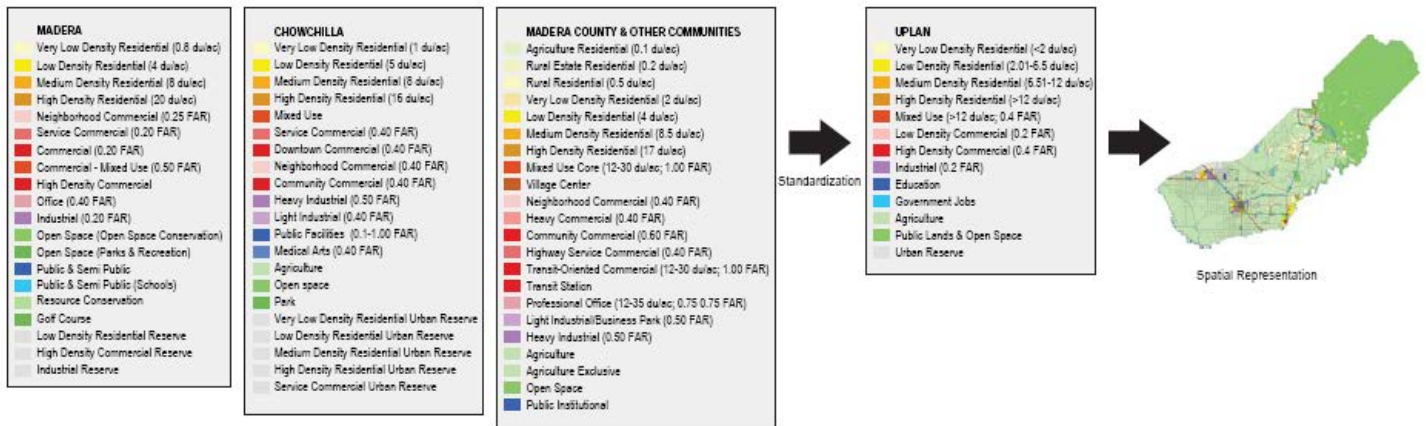 MADERA
Very Low Density Residential (0.8 du/ac)
Low Density Residential (4 du/ac)
Medium Density Residential (8 du/ac)
High Density Residential (20 du/ac)
Neighborhood Commercial (0.25 FAR)
Service Commercial (0.20 FAR)
Commercial (0.20 FAR)
Commercial - Mixed Use (0.50 FAR)
High Density Commercial
Office (0.40 FAR)
Industrial (0.20 FAR)
Open Space (Open Space Conservation)
Open Space (Parks & Recreation)
Public & Semi Public
Public & Semi Public (Schools)
Resource Conservation
Golf Course
Low Density Residential Reserve
High Density Commercial Reserve
Industrial Reserve
CHOWCHILLA
Very Low Density Residential (1 du/ac)
Low Density Residential (5 du/ac)
Medium Density Residential (8 du/ac)
High Density Residential (16 du/ac)
Mixed Use
Service Commercial (0.40 FAR)
Downtown Commercial (0.40 FAR)
Neighborhood Commercial (0.40 FAR)
Community Commercial (0.40 FAR)
Heavy Industrial (0.50 FAR)
Light Industrial (0.40 FAR)
Public Facilities (0.1-1.00 FAR)
Medical Arts (0.40 FAR)
Agriculture
Open space
Park
Very Low Density Residential Urban Reserve
Low Density Residential Urban Reserve
Medium Density Residential Urban Reserve
High Density Residential Urban Reserve
Service Commercial Urban Reserve
MADERA COUNTY & OTHER COMMUNITIES
Agriculture Residential (0.1 du/ac)
Rural Estate Residential (0.2 du/ac)
Rural Residential (0.5 du/ac)
Very Low Density Residential (2 du/ac)
Low Density Residential (4 du/ac)
Medium Density Residential (8.5 du/ac)
High Density Residential (17 du/ac)
Mixed Use Core (12-30 du/ac; 1.00 FAR)
Village Center
Neighborhood Commercial (0.40 FAR)
Heavy Commercial (0.40 FAR)
Community Commercial (0.60 FAR)
Highway Service Commercial (0.40 FAR)
Transit-Oriented Commercial (12-30 du/ac; 1.00 FAR)
Transit Station
Professional Office (12-35 du/ac; 0.75 0.75 FAR)
Light Industrial/Business Park (0.50 FAR)
Heavy Industrial (0.50 FAR)
Agriculture
Agriculture Exclusive
Open Space
Public Institutional
Standardization
UPLAN
Very Low Density Residential (<2 du/ac)
Low Density Residential (2.01-6.5 du/ac)
Medium Density Residential (6.51-12 du/ac)
High Density Residential (>12 du/ac)
Mixed Use (>12 du/ac; 0.4 FAR)
Low Density Commercial (0.2 FAR)
High Density Commercial (0.4 FAR)
Industrial (0.2 FAR)
Education
Government Jobs
Agriculture
Public Lands & Open Space
Urban Reserve
Spatial Representation